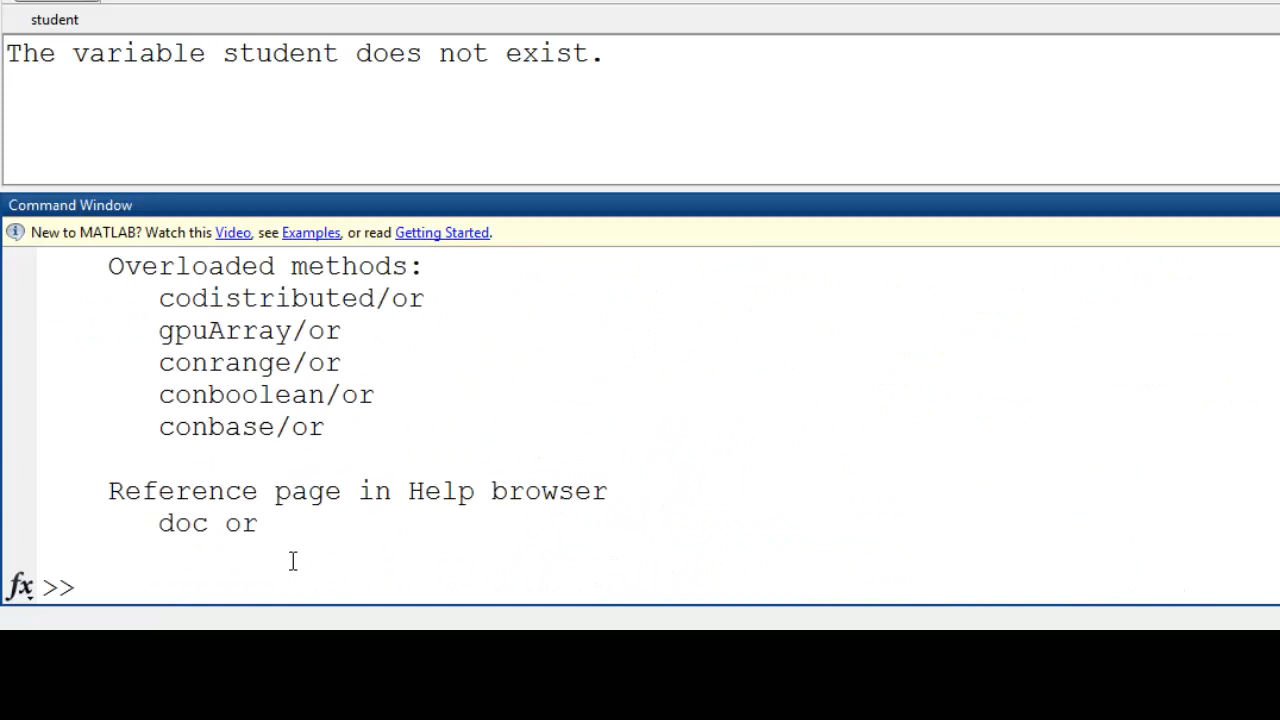 student
The variable student does not exist.
Command Window
New to MATLAB? Watch this Video, see Examples, or read Getting Started.
Overloaded methods:
codistributed/or
gpuArray/or
conrange/or
conboolean/or
conbase/or
Reference page in Help browser
doc or
fx >>